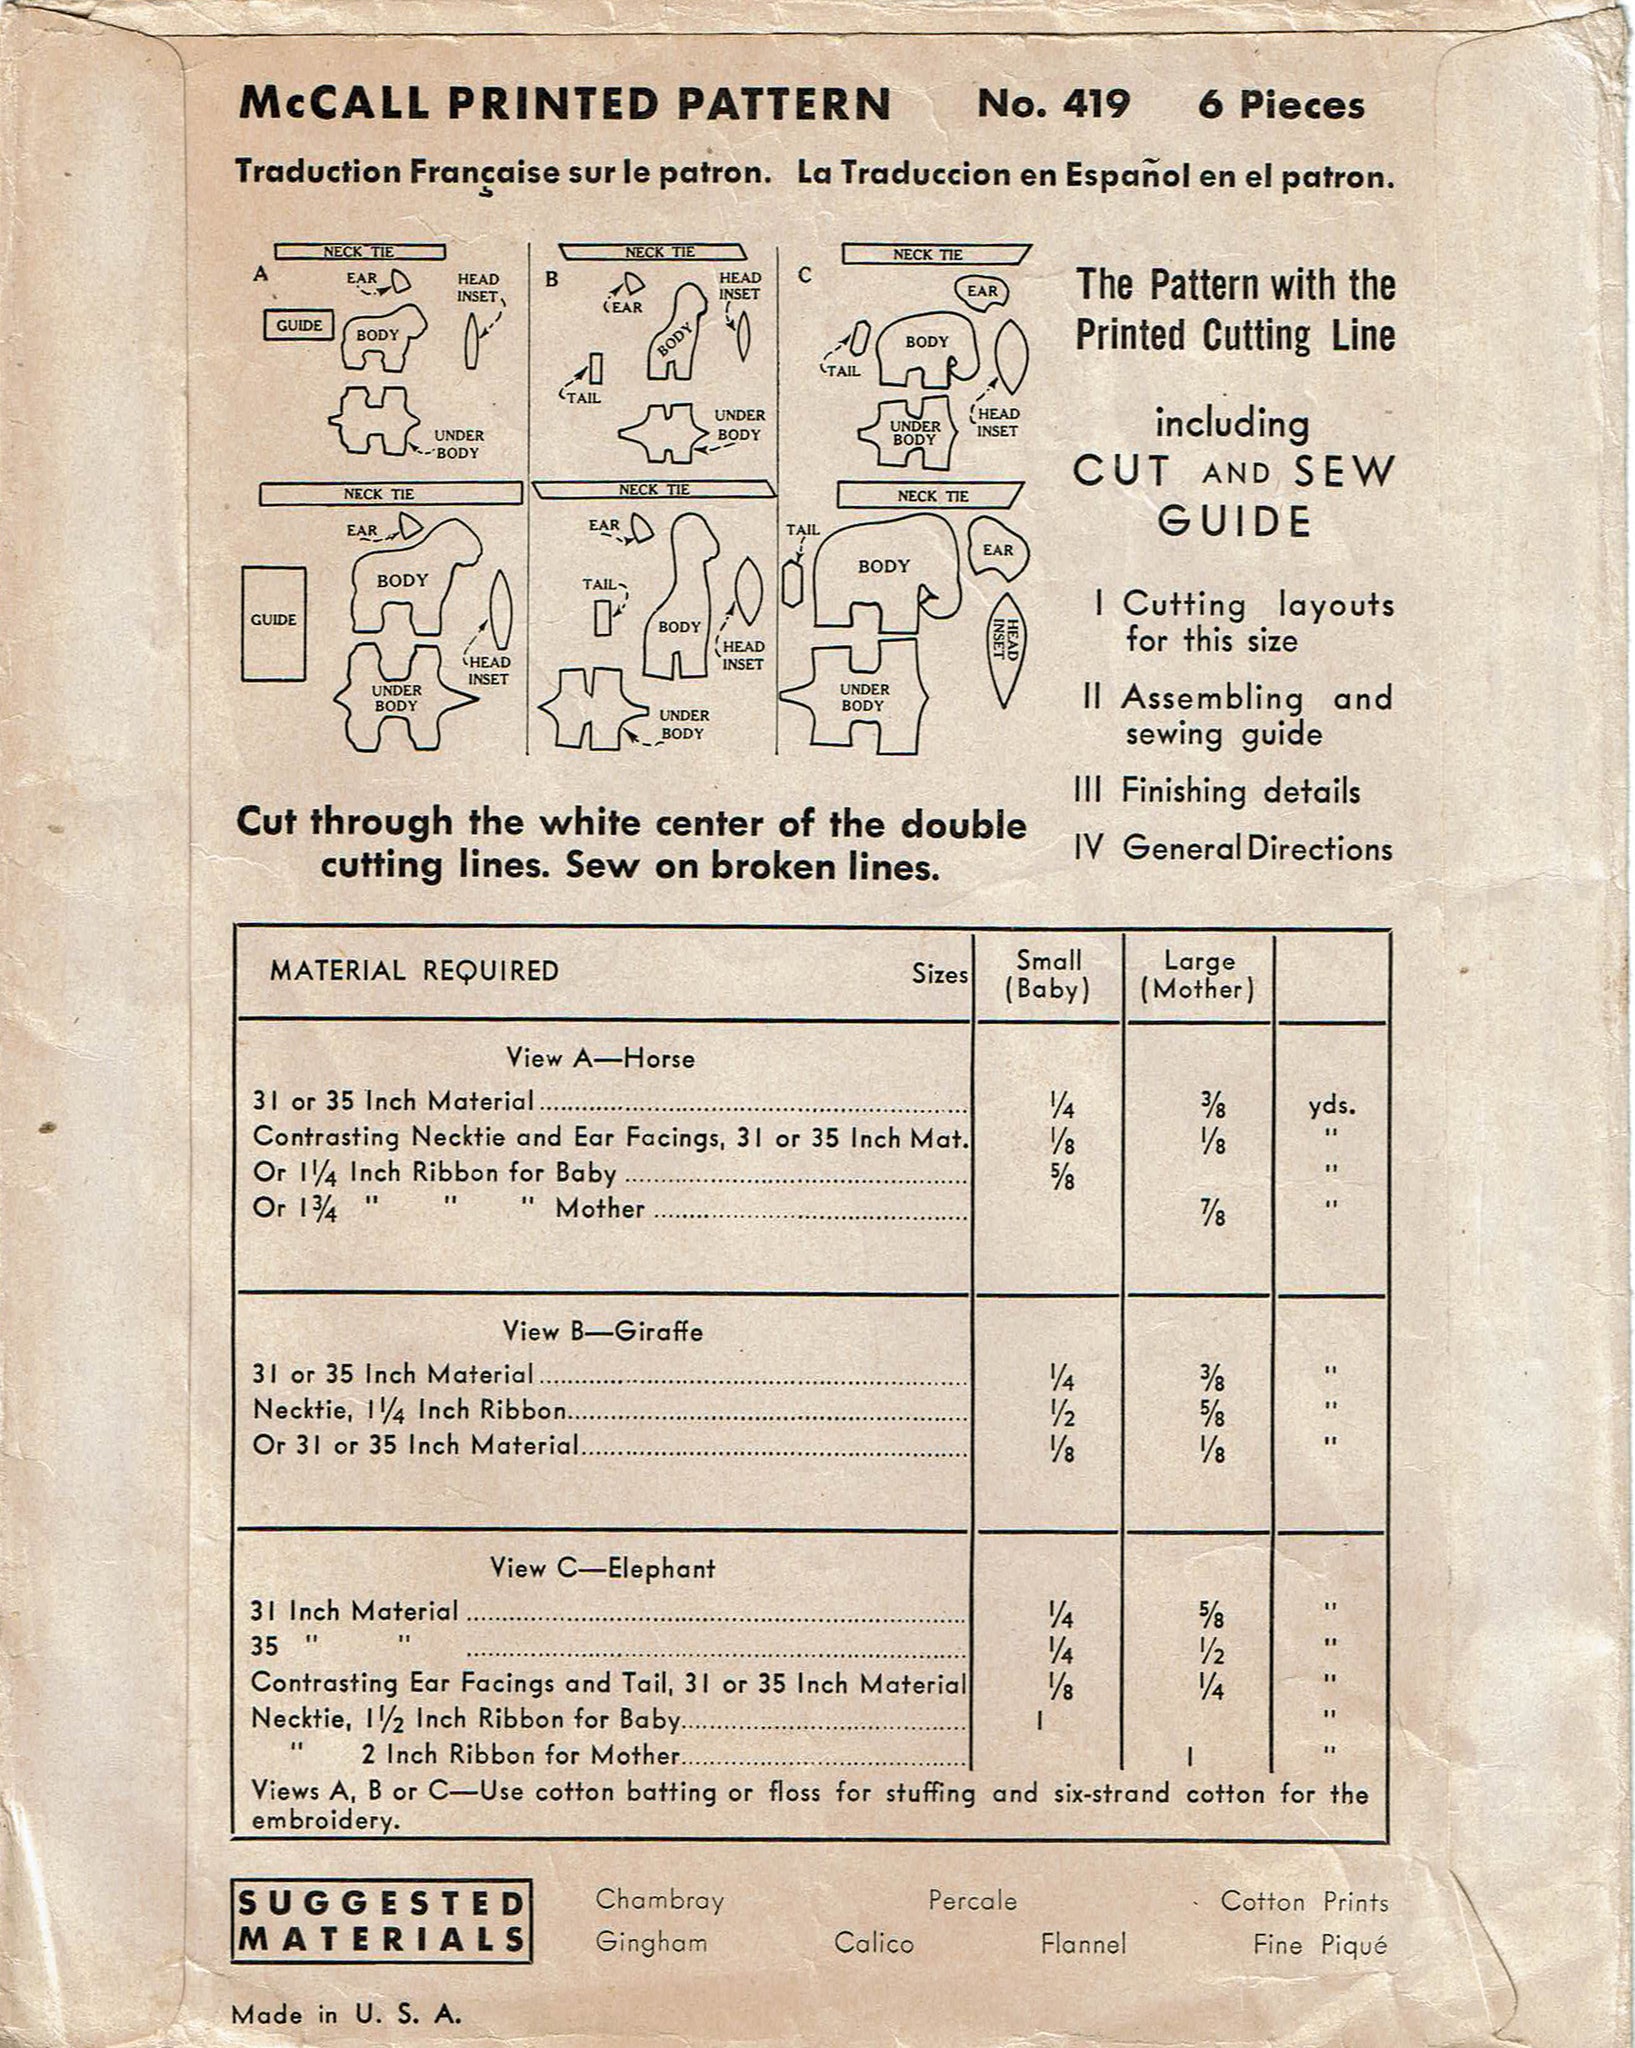 McCALL PRINTED PATTERN No. 419 6 Pieces
Traduction Française sur le patron. La Traduccion en Español en el patron.
A
NECK TIE
EAR
HEAD
INSET
GUIDE
BODY
UNDER
BODY
B
NECK TIE
EAR
HEAD
INSET
BODY
TAIL
UNDER
BODY
C
NECK TIE
EAR
BODY
TAIL
HEAD
INSET
UNDER
BODY
NECK TIE
EAR
BODY
GUIDE
HEAD
INSET
UNDER
BODY
NECK TIE
EAR
TAIL
BODY
HEAD
INSET
UNDER
BODY
NECK TIE
TAIL
EAR
BODY
HEAD
INSET
UNDER
BODY
The Pattern with the
Printed Cutting Line
including
CUT AND SEW
GUIDE
I Cutting layouts
for this size
II Assembling and
sewing guide
III Finishing details
IV General Directions
Cut through the white center of the double
cutting lines. Sew on broken lines.
MATERIAL REQUIRED Sizes Small (Baby) Large (Mother)
View A—Horse
31 or 35 Inch Material ¼ ⅜ yds.
Contrasting Necktie and Ear Facings, 31 or 35 Inch Mat. ⅛ ⅛ "
Or 1¼ Inch Ribbon for Baby ⅝ "
Or 1¾ " " " Mother ⅞ "
View B—Giraffe
31 or 35 Inch Material ¼ ⅜ "
Necktie, 1¼ Inch Ribbon ½ ⅝ "
Or 31 or 35 Inch Material ⅛ ⅛ "
View C—Elephant
31 Inch Material ¼ ⅝ "
35 " " ¼ ½ "
Contrasting Ear Facings and Tail, 31 or 35 Inch Material ⅛ ¼ "
Necktie, 1½ Inch Ribbon for Baby 1 "
" 2 Inch Ribbon for Mother 1 "
Views A, B or C—Use cotton batting or floss for stuffing and six-strand cotton for the
embroidery.
SUGGESTED
MATERIALS
Chambray Percale Cotton Prints
Gingham Calico Flannel Fine Piqué
Made in U. S. A.